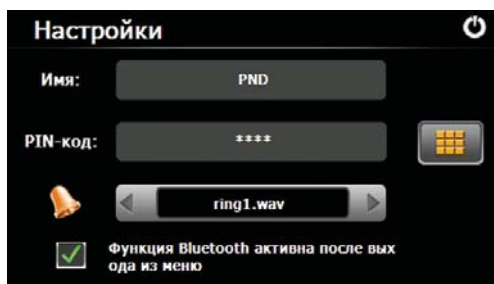 Настройки
Имя:
PND
PIN-код:
****
ring1.wav
Функция Bluetooth активна после вых
ода из меню